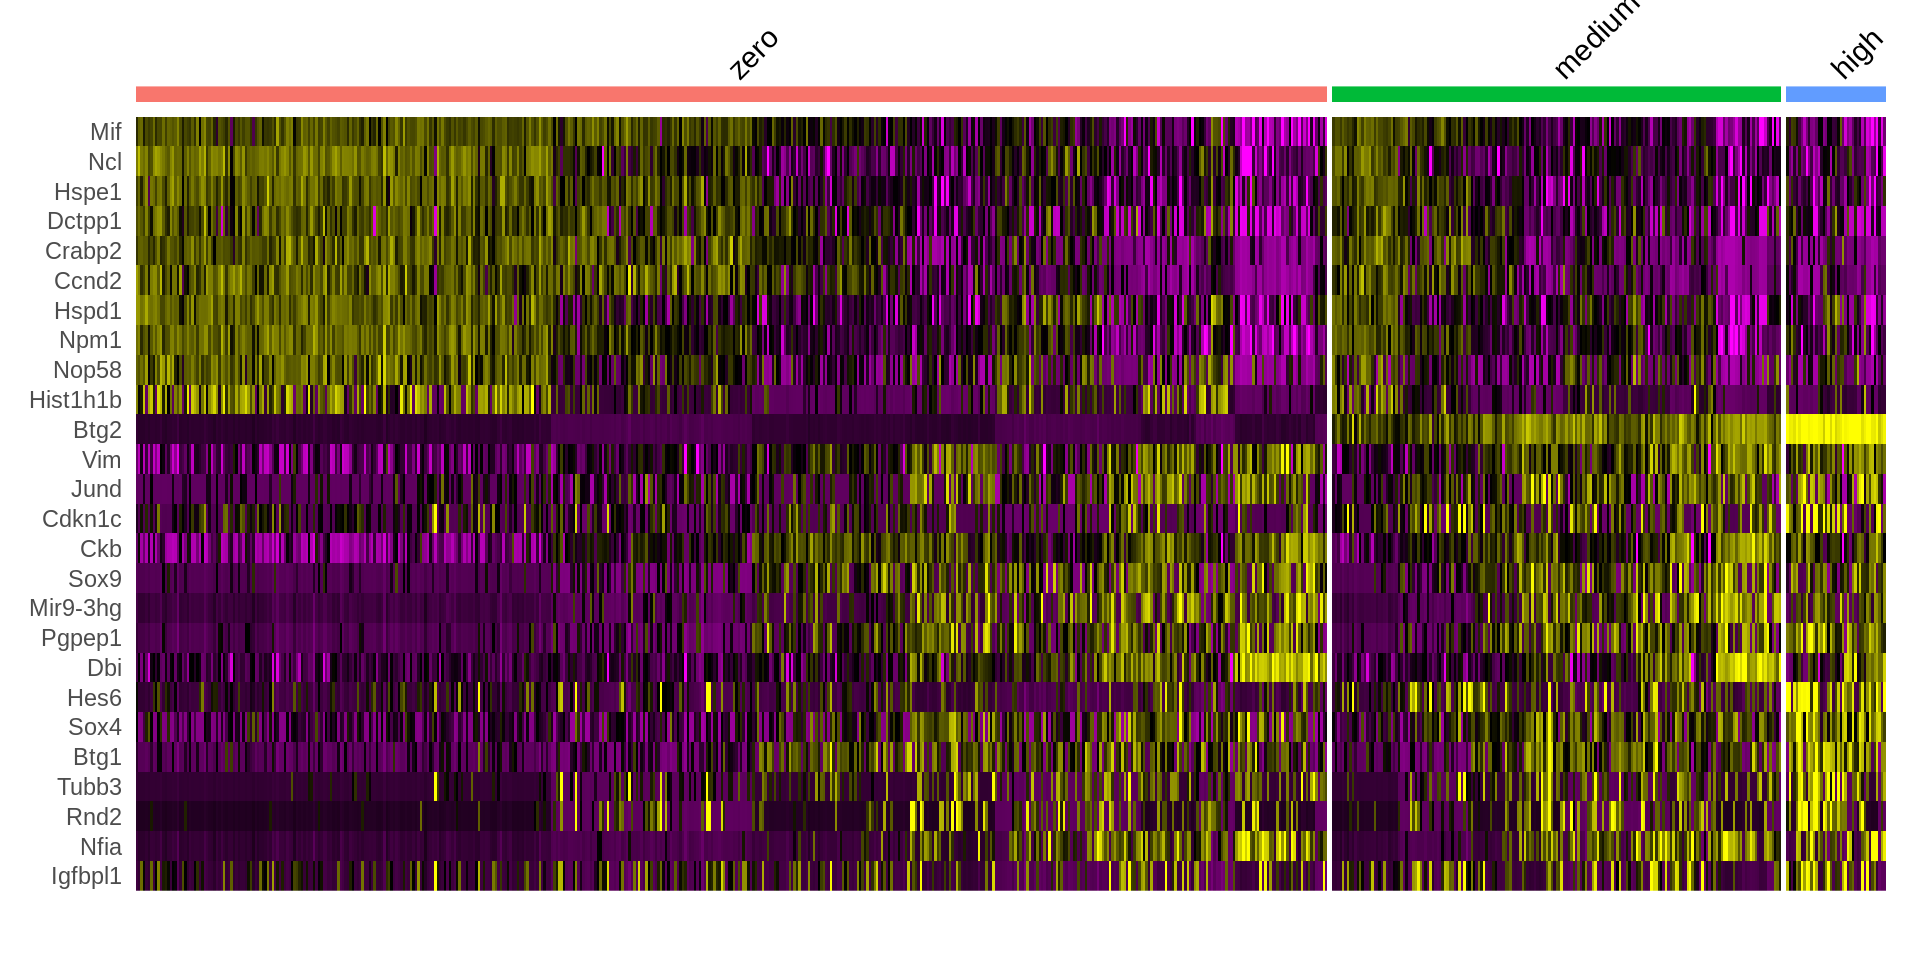 zero
medium
high
Mif
Ncl
Hspe1
Dctpp1
Crabp2
Ccnd2
Hspd1
Npm1
Nop58
Hist1h1b
Btg2
Vim
Jund
Cdkn1c
Ckb
Sox9
Mir9-3hg
Pgpep1
Dbi
Hes6
Sox4
Btg1
Tubb3
Rnd2
Nfia
Igfbpl1